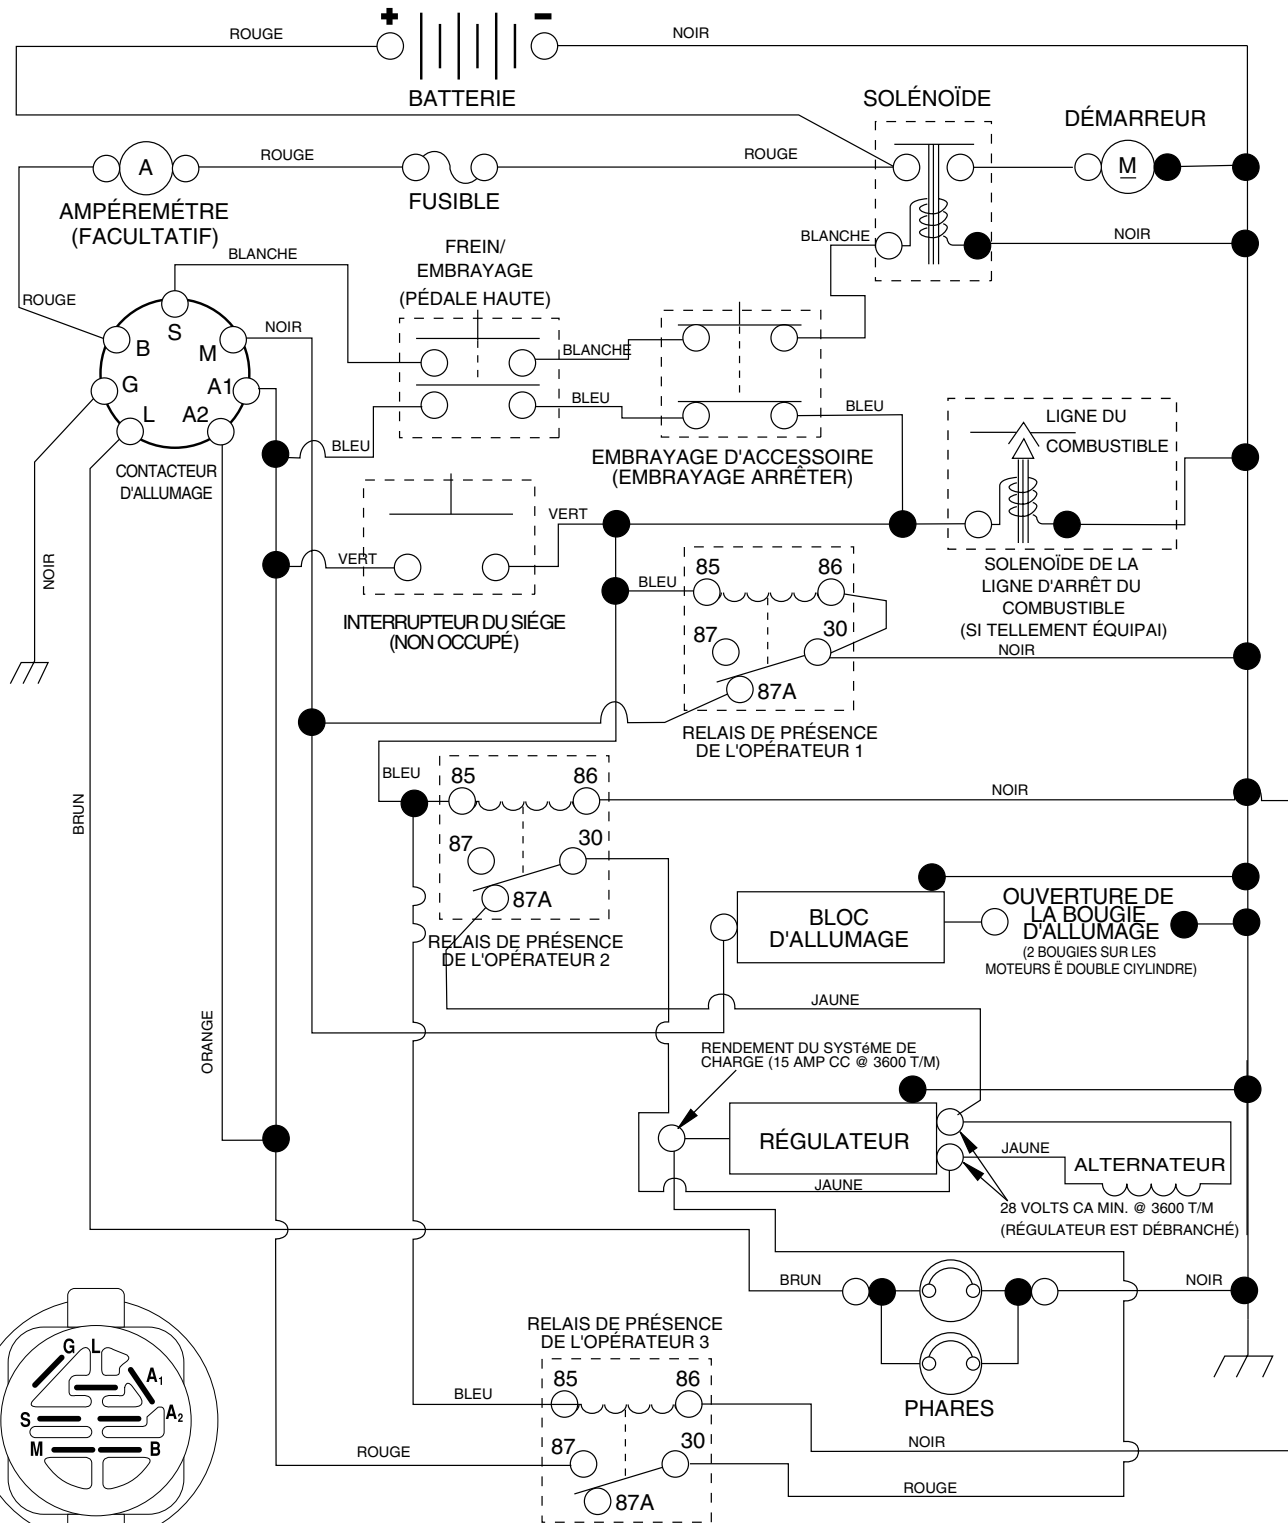 + −
ROUGE
NOIR
BATTERIE
SOLÉNOÏDE
DÉMARREUR
A
ROUGE
ROUGE
M
AMPÉREMÉTRE
(FACULTATIF)
FUSIBLE
FREIN/
EMBRAYAGE
(PÉDALE HAUTE)
BLANCHE
BLANCHE
NOIR
ROUGE
S
B
M
NOIR
G
A1
L
A2
BLANCHE
BLEU
BLEU
BLEU
CONTACTEUR
D'ALLUMAGE
EMBRAYAGE D'ACCESSOIRE
(EMBRAYAGE ARRÊTER)
LIGNE DU
COMBUSTIBLE
VERT
VERT
NOIR
INTERRUPTEUR DU SIÉGE
(NON OCCUPÉ)
SOLENOÏDE DE LA
LIGNE D'ARRÊT DU
COMBUSTIBLE
(SI TELLEMENT ÉQUIPAI)
BLEU
85
86
87
30
87A
NOIR
RELAIS DE PRÉSENCE
DE L'OPÉRATEUR 1
BLEU
85
86
87
30
87A
NOIR
BRUN
RELAIS DE PRÉSENCE
DE L'OPÉRATEUR 2
BLOC
D'ALLUMAGE
OUVERTURE DE
LA BOUGIE
D'ALLUMAGE
(2 BOUGIES SUR LES
MOTEURS Ë DOUBLE CIYLINDRE)
JAUNE
ORANGE
RENDEMENT DU SYSTéME DE
CHARGE (15 AMP CC @ 3600 T/M)
RÉGULATEUR
JAUNE
ALTERNATEUR
JAUNE
28 VOLTS CA MIN. @ 3600 T/M
(RÉGULATEUR EST DÉBRANCHÉ)
BRUN
NOIR
PHARES
RELAIS DE PRÉSENCE
DE L'OPÉRATEUR 3
BLEU
85
86
87
30
87A
NOIR
ROUGE
ROUGE
G L
A1
A2
S
M
B